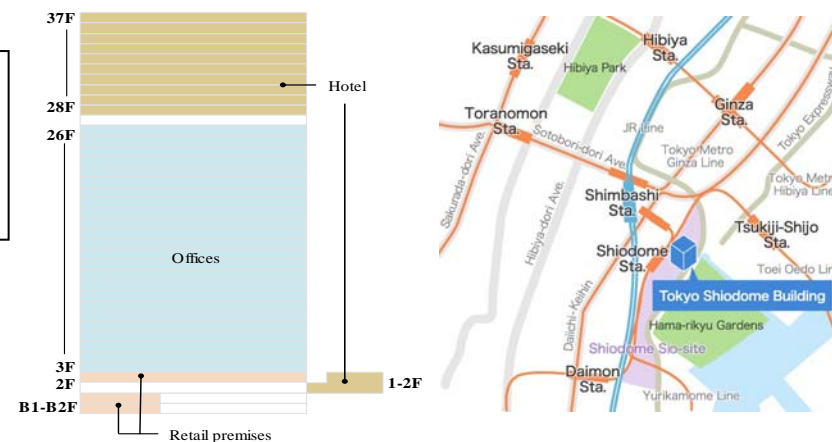 37F
Hotel
28F
26F
Offices
3F
2F
1-2F
B1-B2F
Retail premises
Hibiya
Sta.
Kasumigaseki
Sta.
Hibiya Park
Ginza
Sta.
Toranomon
Sta.
JR Line
Sotobori-dori Ave.
Tokyo Expressway
Tokyo Metro
Ginza Line
Sakurada-dori Ave.
Tokyo Metr
Hibiya Line
Shimbashi
Sta.
Hibiya-dori Ave.
Tsukiji-Shijo
Sta.
Shiodome
Sta.
Toei Oedo Lin
Tokyo Shiodome Building
Daiichi-Keihin
Hama-rikyu Gardens
Shiodome Sio-site
Daimon
Sta.
Yurikamome Line